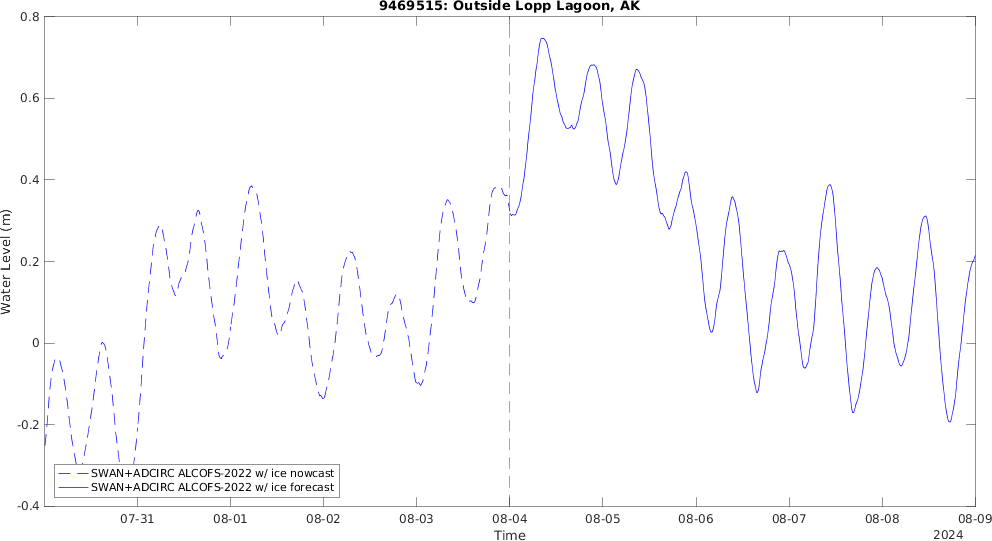 9469515: Outside Lopp Lagoon, AK
0.8
0.6
0.4
0.2
0
-0.2
-0.4
Water Level (m)
SWAN+ADCIRC ALCOFS-2022 w/ ice nowcast
SWAN+ADCIRC ALCOFS-2022 w/ ice forecast
07-31 08-01 08-02 08-03 08-04 08-05 08-06 08-07 08-08 08-09
Time
2024